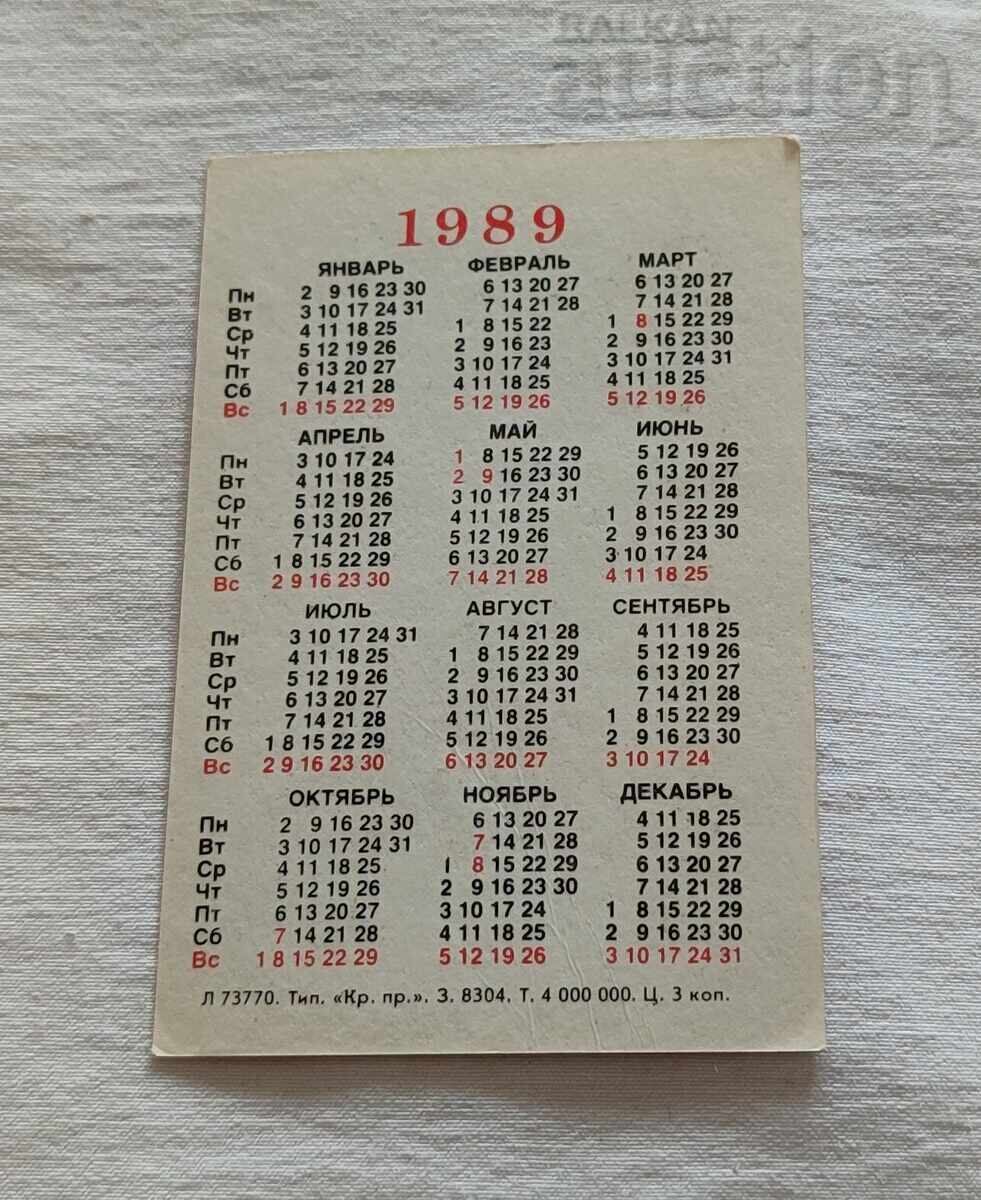 BALKAN
1989
ЯНВАРЬ ФЕВРАЛЬ МАРТ
Пн 2 9 16 23 30 6 13 20 27 6 13 20 27
Вт 3 10 17 24 31 7 14 21 28 7 14 21 28
Ср 4 11 18 25 1 8 15 22 1 8 15 22 29
Чт 5 12 19 26 2 9 16 23 2 9 16 23 30
Пт 6 13 20 27 3 10 17 24 3 10 17 24 31
Сб 7 14 21 28 4 11 18 25 4 11 18 25
Вс 1 8 15 22 29 5 12 19 26 5 12 19 26
АПРЕЛЬ МАЙ ИЮНЬ
Пн 3 10 17 24 1 8 15 22 29 5 12 19 26
Вт 4 11 18 25 2 9 16 23 30 6 13 20 27
Ср 5 12 19 26 3 10 17 24 31 7 14 21 28
Чт 6 13 20 27 4 11 18 25 1 8 15 22 29
Пт 7 14 21 28 5 12 19 26 2 9 16 23 30
Сб 1 8 15 22 29 6 13 20 27 3 10 17 24
Вс 2 9 16 23 30 7 14 21 28 4 11 18 25
ИЮЛЬ АВГУСТ СЕНТЯБРЬ
Пн 3 10 17 24 31 7 14 21 28 4 11 18 25
Вт 4 11 18 25 1 8 15 22 29 5 12 19 26
Ср 5 12 19 26 2 9 16 23 30 6 13 20 27
Чт 6 13 20 27 3 10 17 24 31 7 14 21 28
Пт 7 14 21 28 4 11 18 25 1 8 15 22 29
Сб 1 8 15 22 29 5 12 19 26 2 9 16 23 30
Вс 2 9 16 23 30 6 13 20 27 3 10 17 24
ОКТЯБРЬ НОЯБРЬ ДЕКАБРЬ
Пн 2 9 16 23 30 6 13 20 27 4 11 18 25
Вт 3 10 17 24 31 7 14 21 28 5 12 19 26
Ср 4 11 18 25 1 8 15 22 29 6 13 20 27
Чт 5 12 19 26 2 9 16 23 30 7 14 21 28
Пт 6 13 20 27 3 10 17 24 1 8 15 22 29
Сб 7 14 21 28 4 11 18 25 2 9 16 23 30
Вс 1 8 15 22 29 5 12 19 26 3 10 17 24 31
Л 73770. Тип. «Кр. пр.». З. 8304. Т. 4 000 000. Ц. 3 коп.